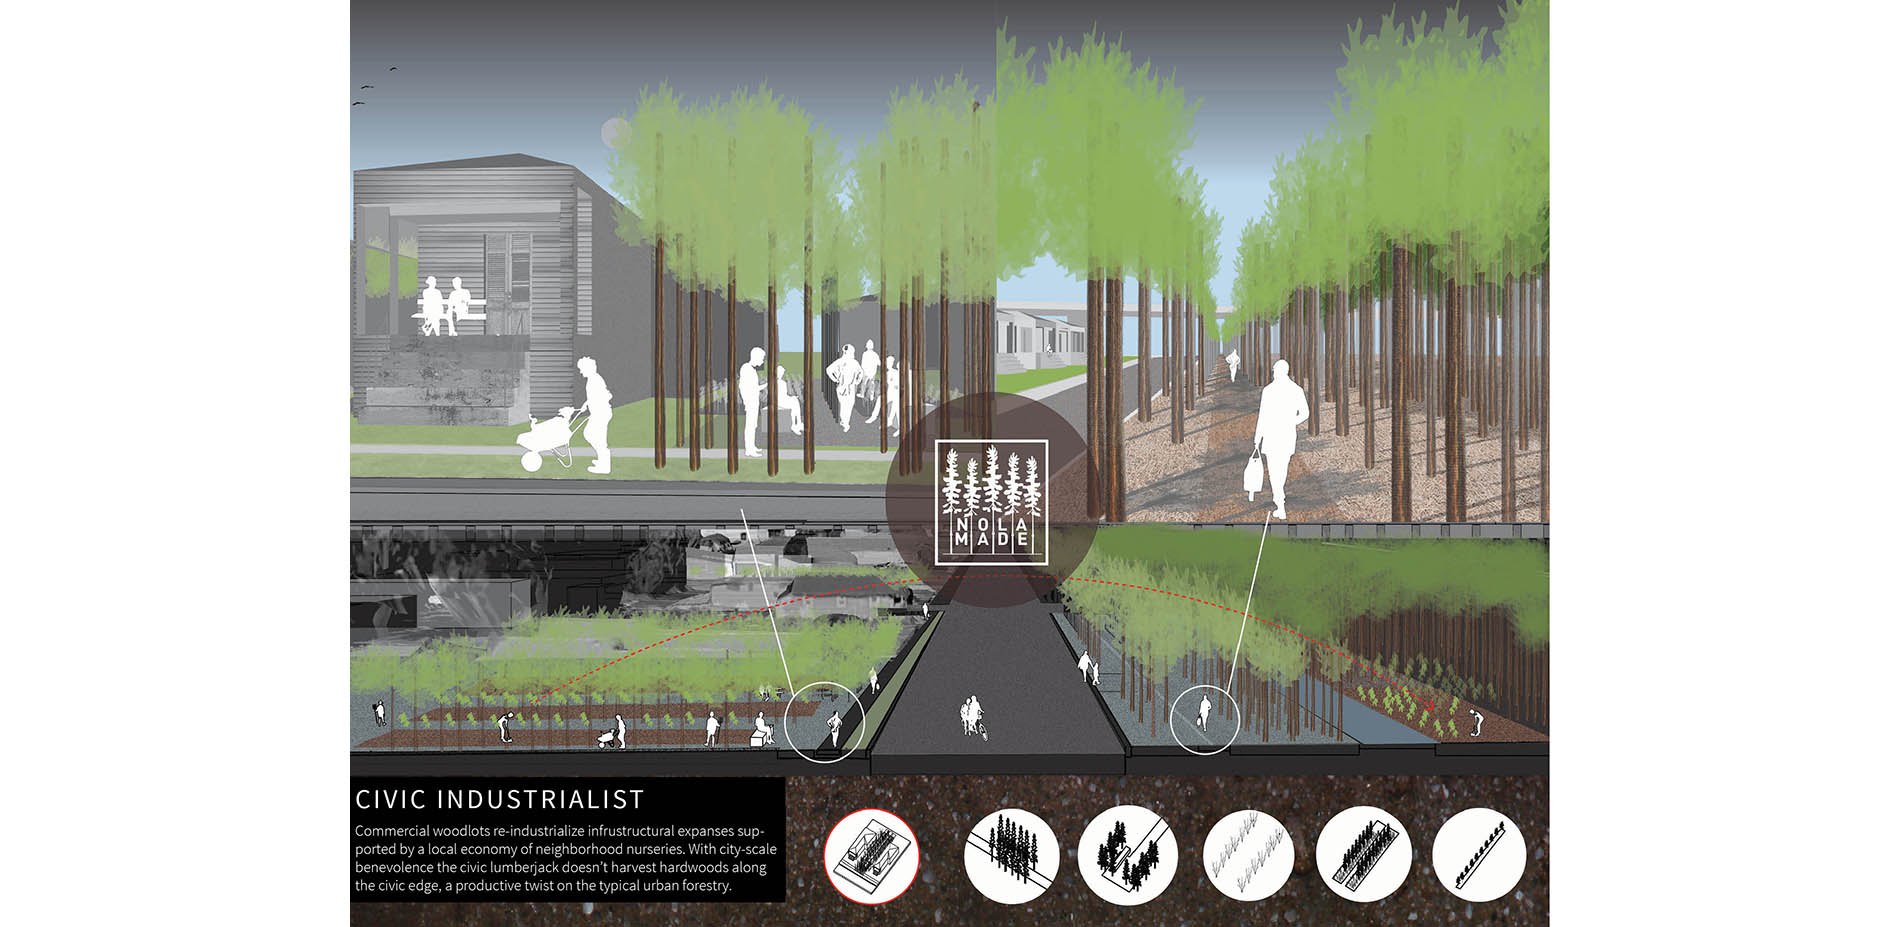 NOLA
MADE
CIVIC INDUSTRIALIST
Commercial woodlots re-industrialize infrustructural expanses sup-
ported by a local economy of neighborhood nurseries. With city-scale
benevolence the civic lumberjack doesn't harvest hardwoods along
the civic edge, a productive twist on the typical urban forestry.